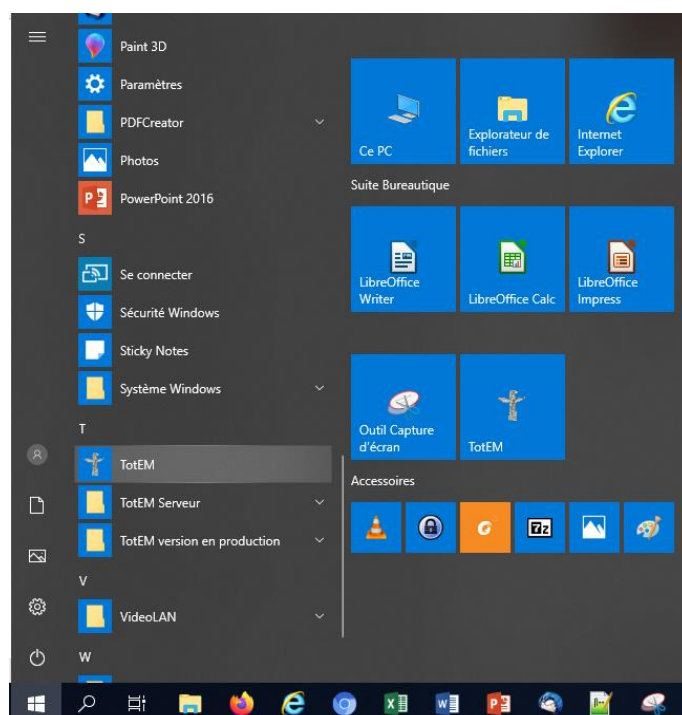 Paint 3D
Paramètres
PDFCreator
Photos
PowerPoint 2016
S
Se connecter
Sécurité Windows
Sticky Notes
Système Windows
T
TotEM
TotEM Serveur
TotEM version en production
V
VideoLAN
W
Ce PC
Explorateur de
fichiers
Internet
Explorer
Suite Bureautique
LibreOffice
Writer
LibreOffice Calc
LibreOffice
Impress
Outil Capture
d'écran
TotEM
Accessoires
7z